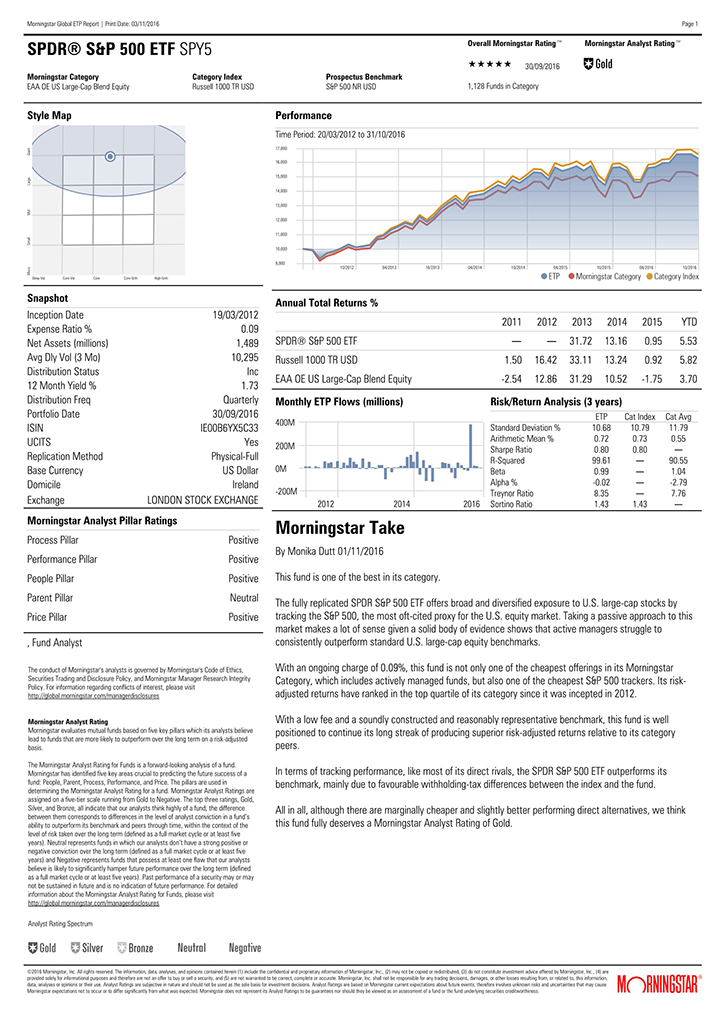 Morningstar Global ETP Report | Print Date: 03/11/2016
Page 1
SPDR® S&P 500 ETF SPY5
Overall Morningstar Rating™
Morningstar Analyst Rating™
★★★★★ 30/09/2016
Gold
1,128 Funds in Category
Morningstar Category
EAA OE US Large-Cap Blend Equity
Category Index
Russell 1000 TR USD
Prospectus Benchmark
S&P 500 NR USD
Style Map
Giant
Large
Mid
Small
Micro
Deep-Val
Core-Val
Core
Core-Grth
High-Grth
Performance
Time Period: 20/03/2012 to 31/10/2016
17,000
16,000
15,000
14,000
13,000
12,000
11,000
10,000
9,000
10/2012
04/2013
10/2013
04/2014
10/2014
04/2015
10/2015
04/2016
10/2016
ETP
Morningstar Category
Category Index
Snapshot
Inception Date 19/03/2012
Expense Ratio % 0.09
Net Assets (millions) 1,489
Avg Dly Vol (3 Mo) 10,295
Distribution Status Inc
12 Month Yield % 1.73
Distribution Freq Quarterly
Portfolio Date 30/09/2016
ISIN IE00B6YX5C33
UCITS Yes
Replication Method Physical-Full
Base Currency US Dollar
Domicile Ireland
Exchange LONDON STOCK EXCHANGE
Annual Total Returns %
2011 2012 2013 2014 2015 YTD
SPDR® S&P 500 ETF — — 31.72 13.16 0.95 5.53
Russell 1000 TR USD 1.50 16.42 33.11 13.24 0.92 5.82
EAA OE US Large-Cap Blend Equity -2.54 12.86 31.29 10.52 -1.75 3.70
Monthly ETP Flows (millions)
400M
200M
0M
-200M
2012
2014
2016
Risk/Return Analysis (3 years)
ETP Cat Index Cat Avg
Standard Deviation % 10.68 10.79 11.79
Arithmetic Mean % 0.72 0.73 0.55
Sharpe Ratio 0.80 0.80 —
R-Squared 99.61 — 90.55
Beta 0.99 — 1.04
Alpha % -0.02 — -2.79
Treynor Ratio 8.35 — 7.76
Sortino Ratio 1.43 1.43 —
Morningstar Analyst Pillar Ratings
Process Pillar Positive
Performance Pillar Positive
People Pillar Positive
Parent Pillar Neutral
Price Pillar Positive
, Fund Analyst
The conduct of Morningstar's analysts is governed by Morningstar's Code of Ethics,
Securities Trading and Disclosure Policy, and Morningstar Manager Research Integrity
Policy. For information regarding conflicts of interest, please visit
http://global.morningstar.com/managerdisclosures
Morningstar Analyst Rating
Morningstar evaluates mutual funds based on five key pillars which its analysts believe
lead to funds that are more likely to outperform over the long term on a risk-adjusted
basis.
The Morningstar Analyst Rating for Funds is a forward-looking analysis of a fund.
Morningstar has identified five key areas crucial to predicting the future success of a
fund: People, Parent, Process, Performance, and Price. The pillars are used in
determining the Morningstar Analyst Rating for a fund. Morningstar Analyst Ratings are
assigned on a five-tier scale running from Gold to Negative. The top three ratings, Gold,
Silver, and Bronze, all indicate that our analysts think highly of a fund; the difference
between them corresponds to differences in the level of analyst conviction in a fund's
ability to outperform its benchmark and peers through time, within the context of the
level of risk taken over the long term (defined as a full market cycle or at least five
years). Neutral represents funds in which our analysts don't have a strong positive or
negative conviction over the long term (defined as a full market cycle or at least five
years) and Negative represents funds that possess at least one flaw that our analysts
believe is likely to significantly hamper future performance over the long term (defined
as a full market cycle or at least five years). Past performance of a security may or may
not be sustained in future and is no indication of future performance. For detailed
information about the Morningstar Analyst Rating for Funds, please visit
http://global.morningstar.com/managerdisclosures
Analyst Rating Spectrum
Gold Silver Bronze Neutral Negative
Morningstar Take
By Monika Dutt 01/11/2016
This fund is one of the best in its category.
The fully replicated SPDR S&P 500 ETF offers broad and diversified exposure to U.S. large-cap stocks by
tracking the S&P 500, the most oft-cited proxy for the U.S. equity market. Taking a passive approach to this
market makes a lot of sense given a solid body of evidence shows that active managers struggle to
consistently outperform standard U.S. large-cap equity benchmarks.
With an ongoing charge of 0.09%, this fund is not only one of the cheapest offerings in its Morningstar
Category, which includes actively managed funds, but also one of the cheapest S&P 500 trackers. Its risk-
adjusted returns have ranked in the top quartile of its category since it was incepted in 2012.
With a low fee and a soundly constructed and reasonably representative benchmark, this fund is well
positioned to continue its long streak of producing superior risk-adjusted returns relative to its category
peers.
In terms of tracking performance, like most of its direct rivals, the SPDR S&P 500 ETF outperforms its
benchmark, mainly due to favourable withholding-tax differences between the index and the fund.
All in all, although there are marginally cheaper and slightly better performing direct alternatives, we think
this fund fully deserves a Morningstar Analyst Rating of Gold.
©2016 Morningstar, Inc. All rights reserved. The information, data, analyses, and opinions contained herein (1) include the confidential and proprietary information of Morningstar, Inc., (2) may not be copied or redistributed, (3) do not constitute investment advice offered by Morningstar, Inc., (4) are
provided solely for informational purposes and therefore are not an offer to buy or sell a security, and (5) are not warranted to be correct, complete or accurate. Morningstar, Inc. shall not be responsible for any trading decisions, damages, or other losses resulting from, or related to, this information,
data, analyses or opinions or their use. Analyst Ratings are subjective in nature and should not be used as the sole basis for investment decisions. Analyst Ratings are based on Morningstar current expectations about future events; therefore involves unknown risks and uncertainties that may cause
Morningstar expectations not to occur or to differ significantly from what was expected. Morningstar does not represent its Analyst Ratings to be guarantees nor should they be viewed as an assessment of a fund or the fund underlying securities creditworthiness.
MORNINGSTAR®